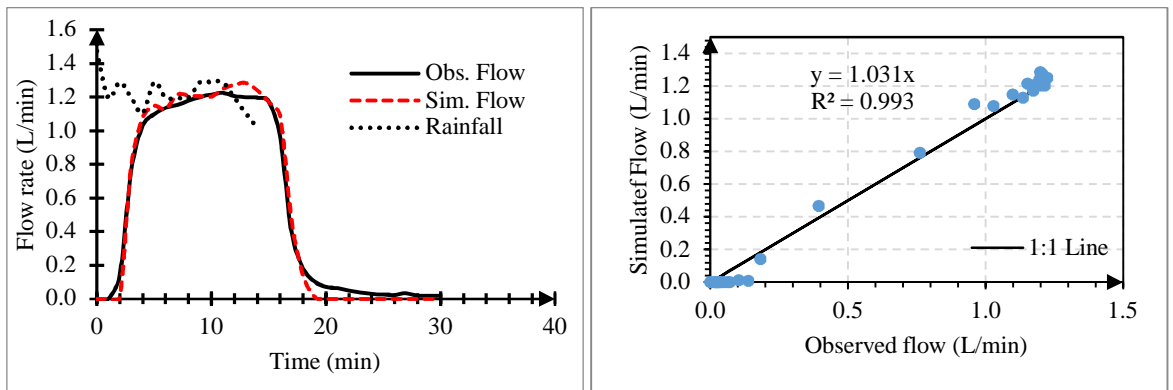 1.6
1.4
1.2
1.0
0.8
0.6
0.4
0.2
0.0
Flow rate (L/min)
Obs. Flow
Sim. Flow
Rainfall
0 10 20 30 40
Time (min)
1.4
1.2
1.0
0.8
0.6
0.4
0.2
0.0
Simulatef Flow (L/min)
y = 1.031x
R² = 0.993
1:1 Line
0.0 0.5 1.0 1.5
Observed flow (L/min)